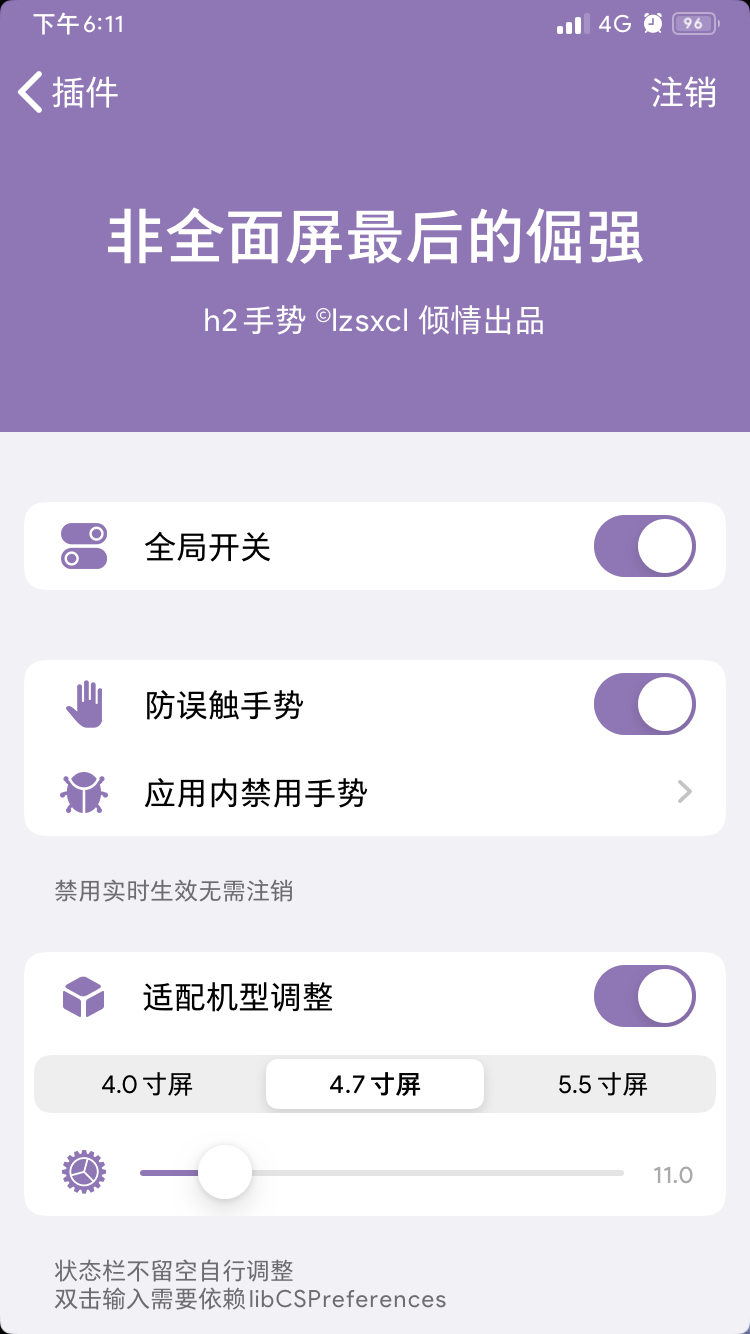 下午6:11
4G
96
插件
注销
非全面屏最后的倔强
h2手势 ©lzsxcl 倾情出品
全局开关
防误触手势
应用内禁用手势
禁用实时生效无需注销
适配机型调整
4.0寸屏
4.7寸屏
5.5寸屏
11.0
状态栏不留空自行调整
双击输入需要依赖libCSPreferences